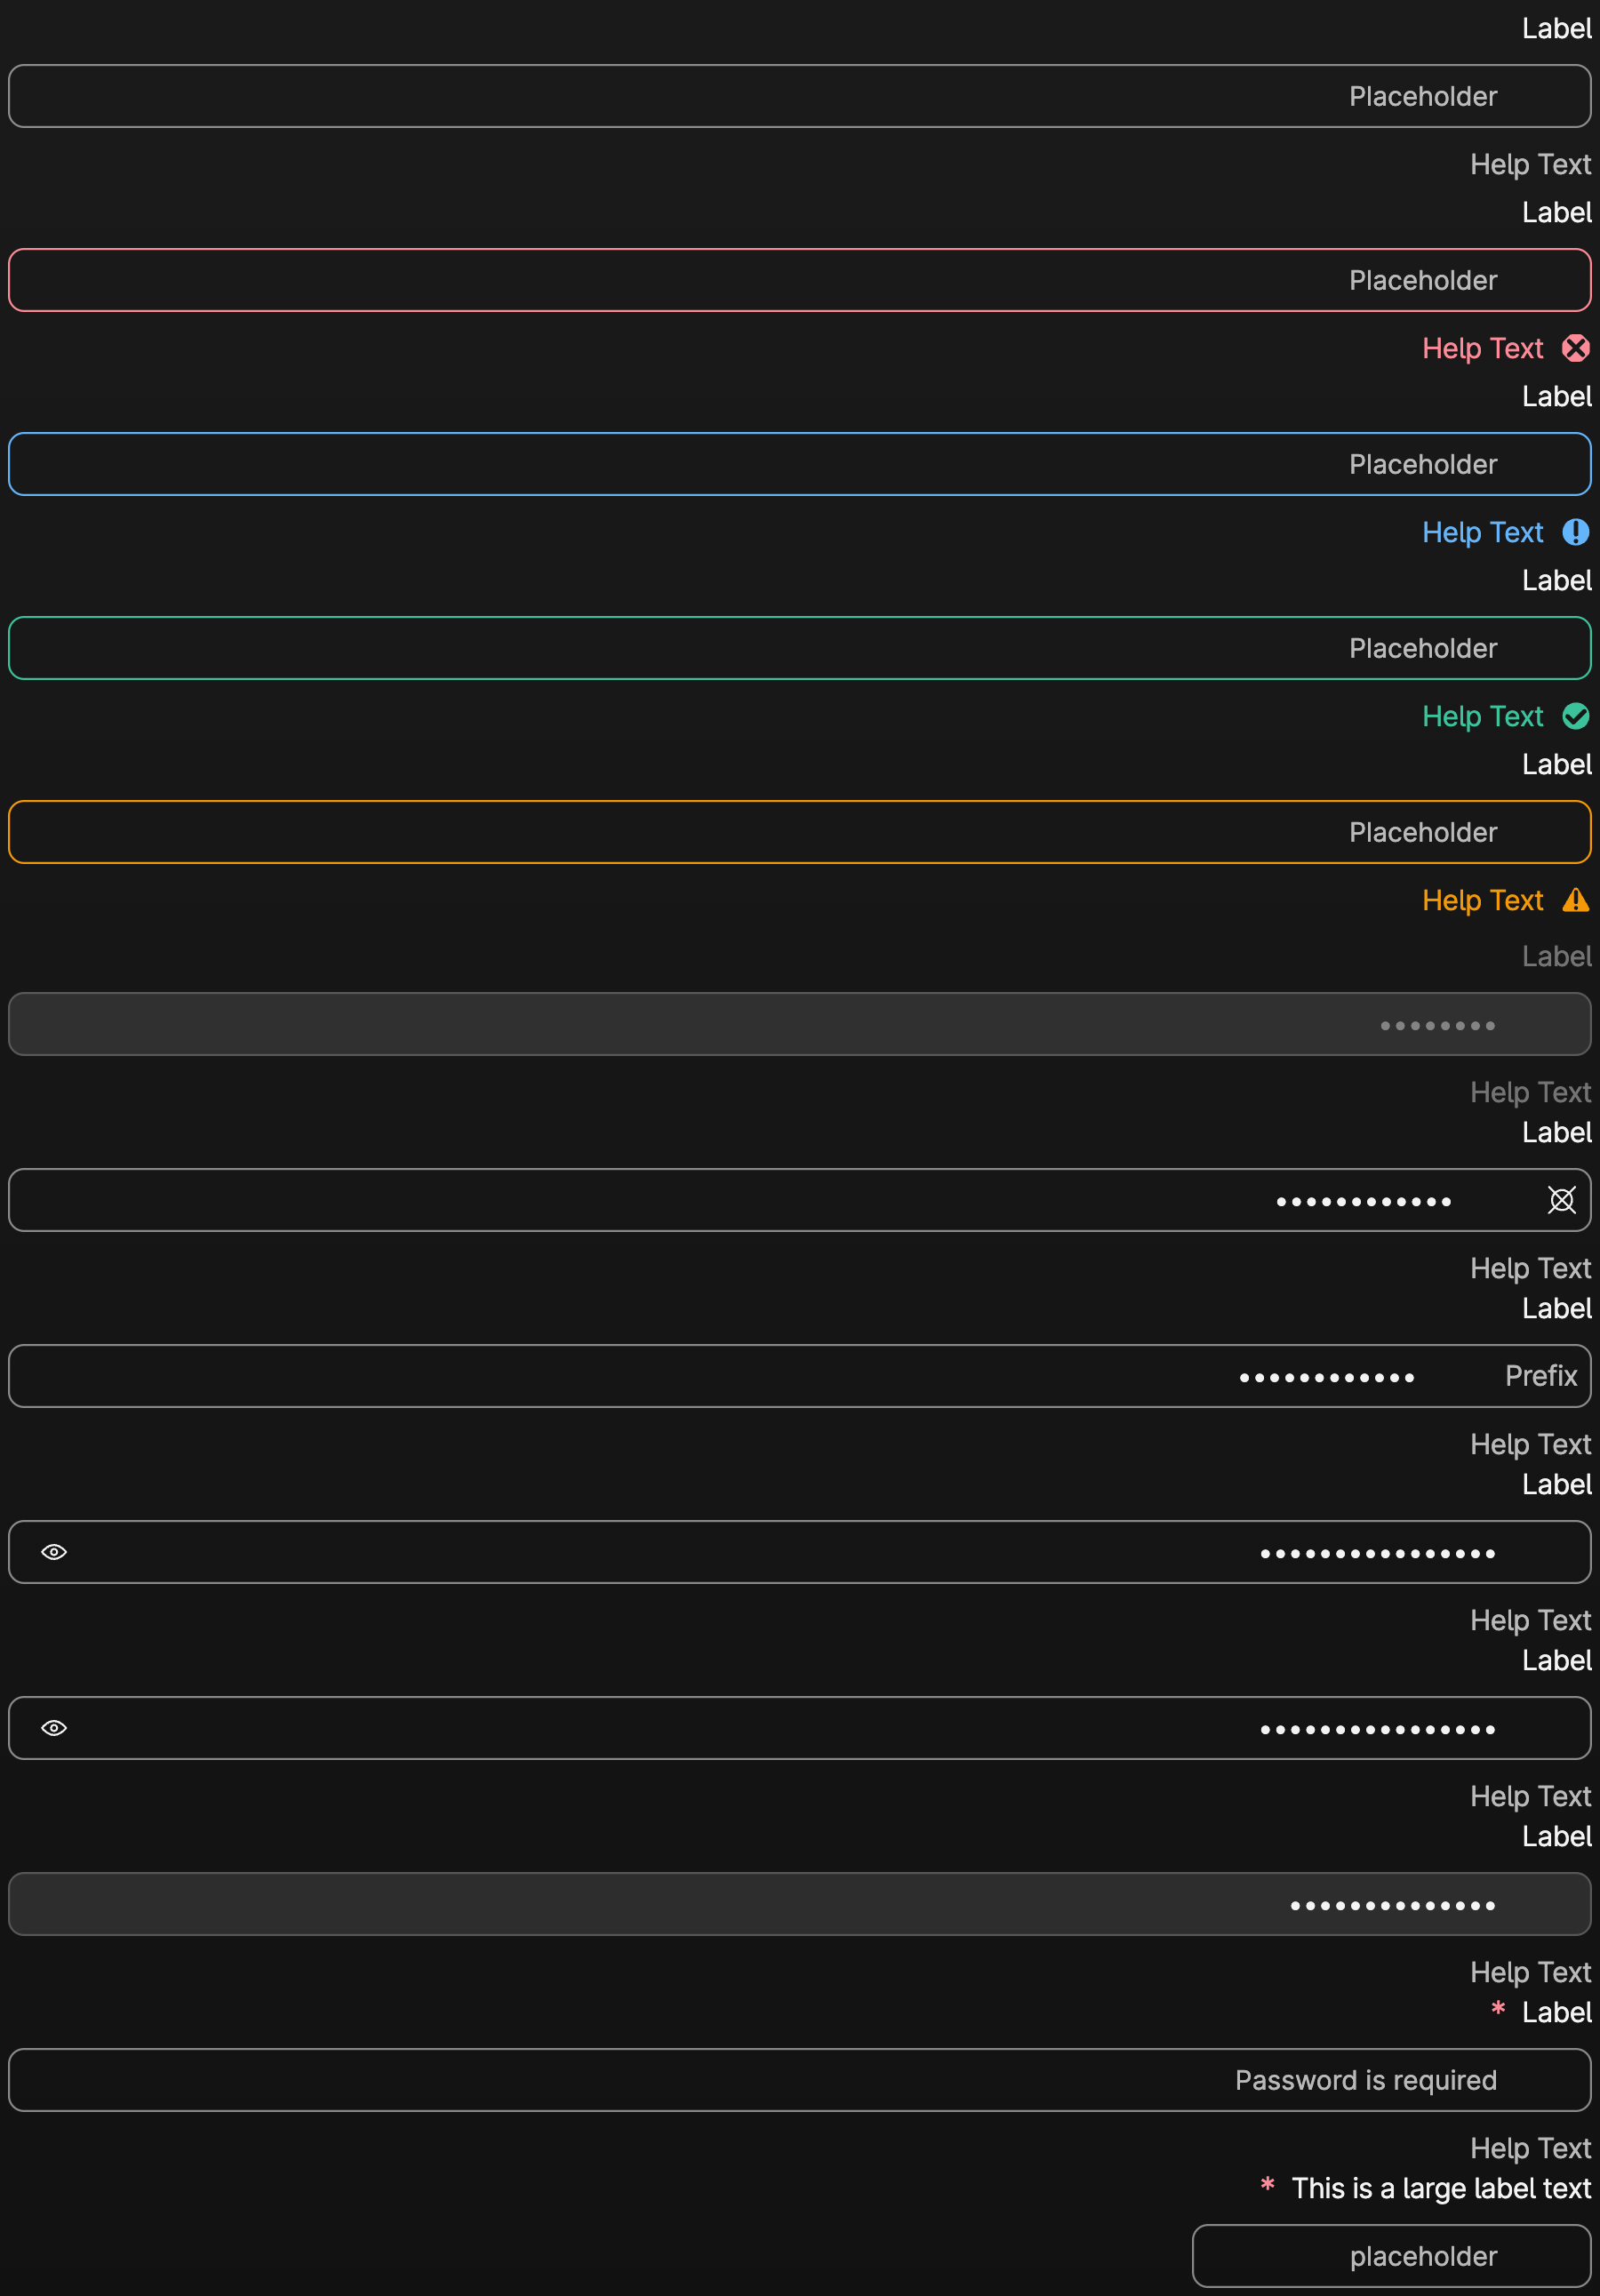 Label
Placeholder
Help Text
Label
Placeholder
Help Text
Label
Placeholder
Help Text
Label
Placeholder
Help Text
Label
Placeholder
Help Text
Label
••••••••
Help Text
Label
••••••••••••
Help Text
Label
•••••••••••• Prefix
Help Text
Label
••••••••••••••••
Help Text
Label
••••••••••••••••
Help Text
Label
••••••••••••••
Help Text
* Label
Password is required
Help Text
* This is a large label text
placeholder